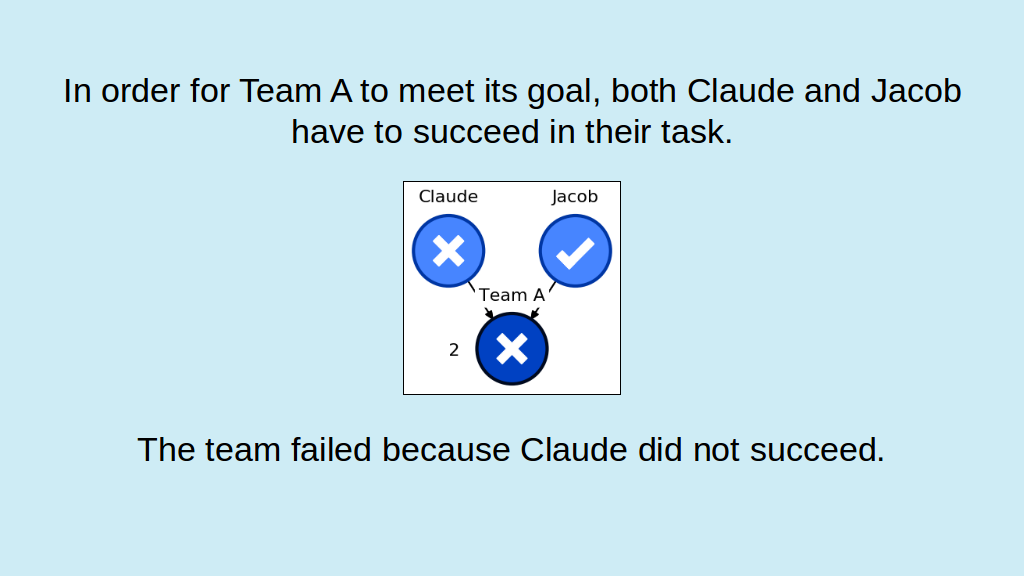 In order for Team A to meet its goal, both Claude and Jacob
have to succeed in their task.
Claude
Jacob
Team A
2
The team failed because Claude did not succeed.